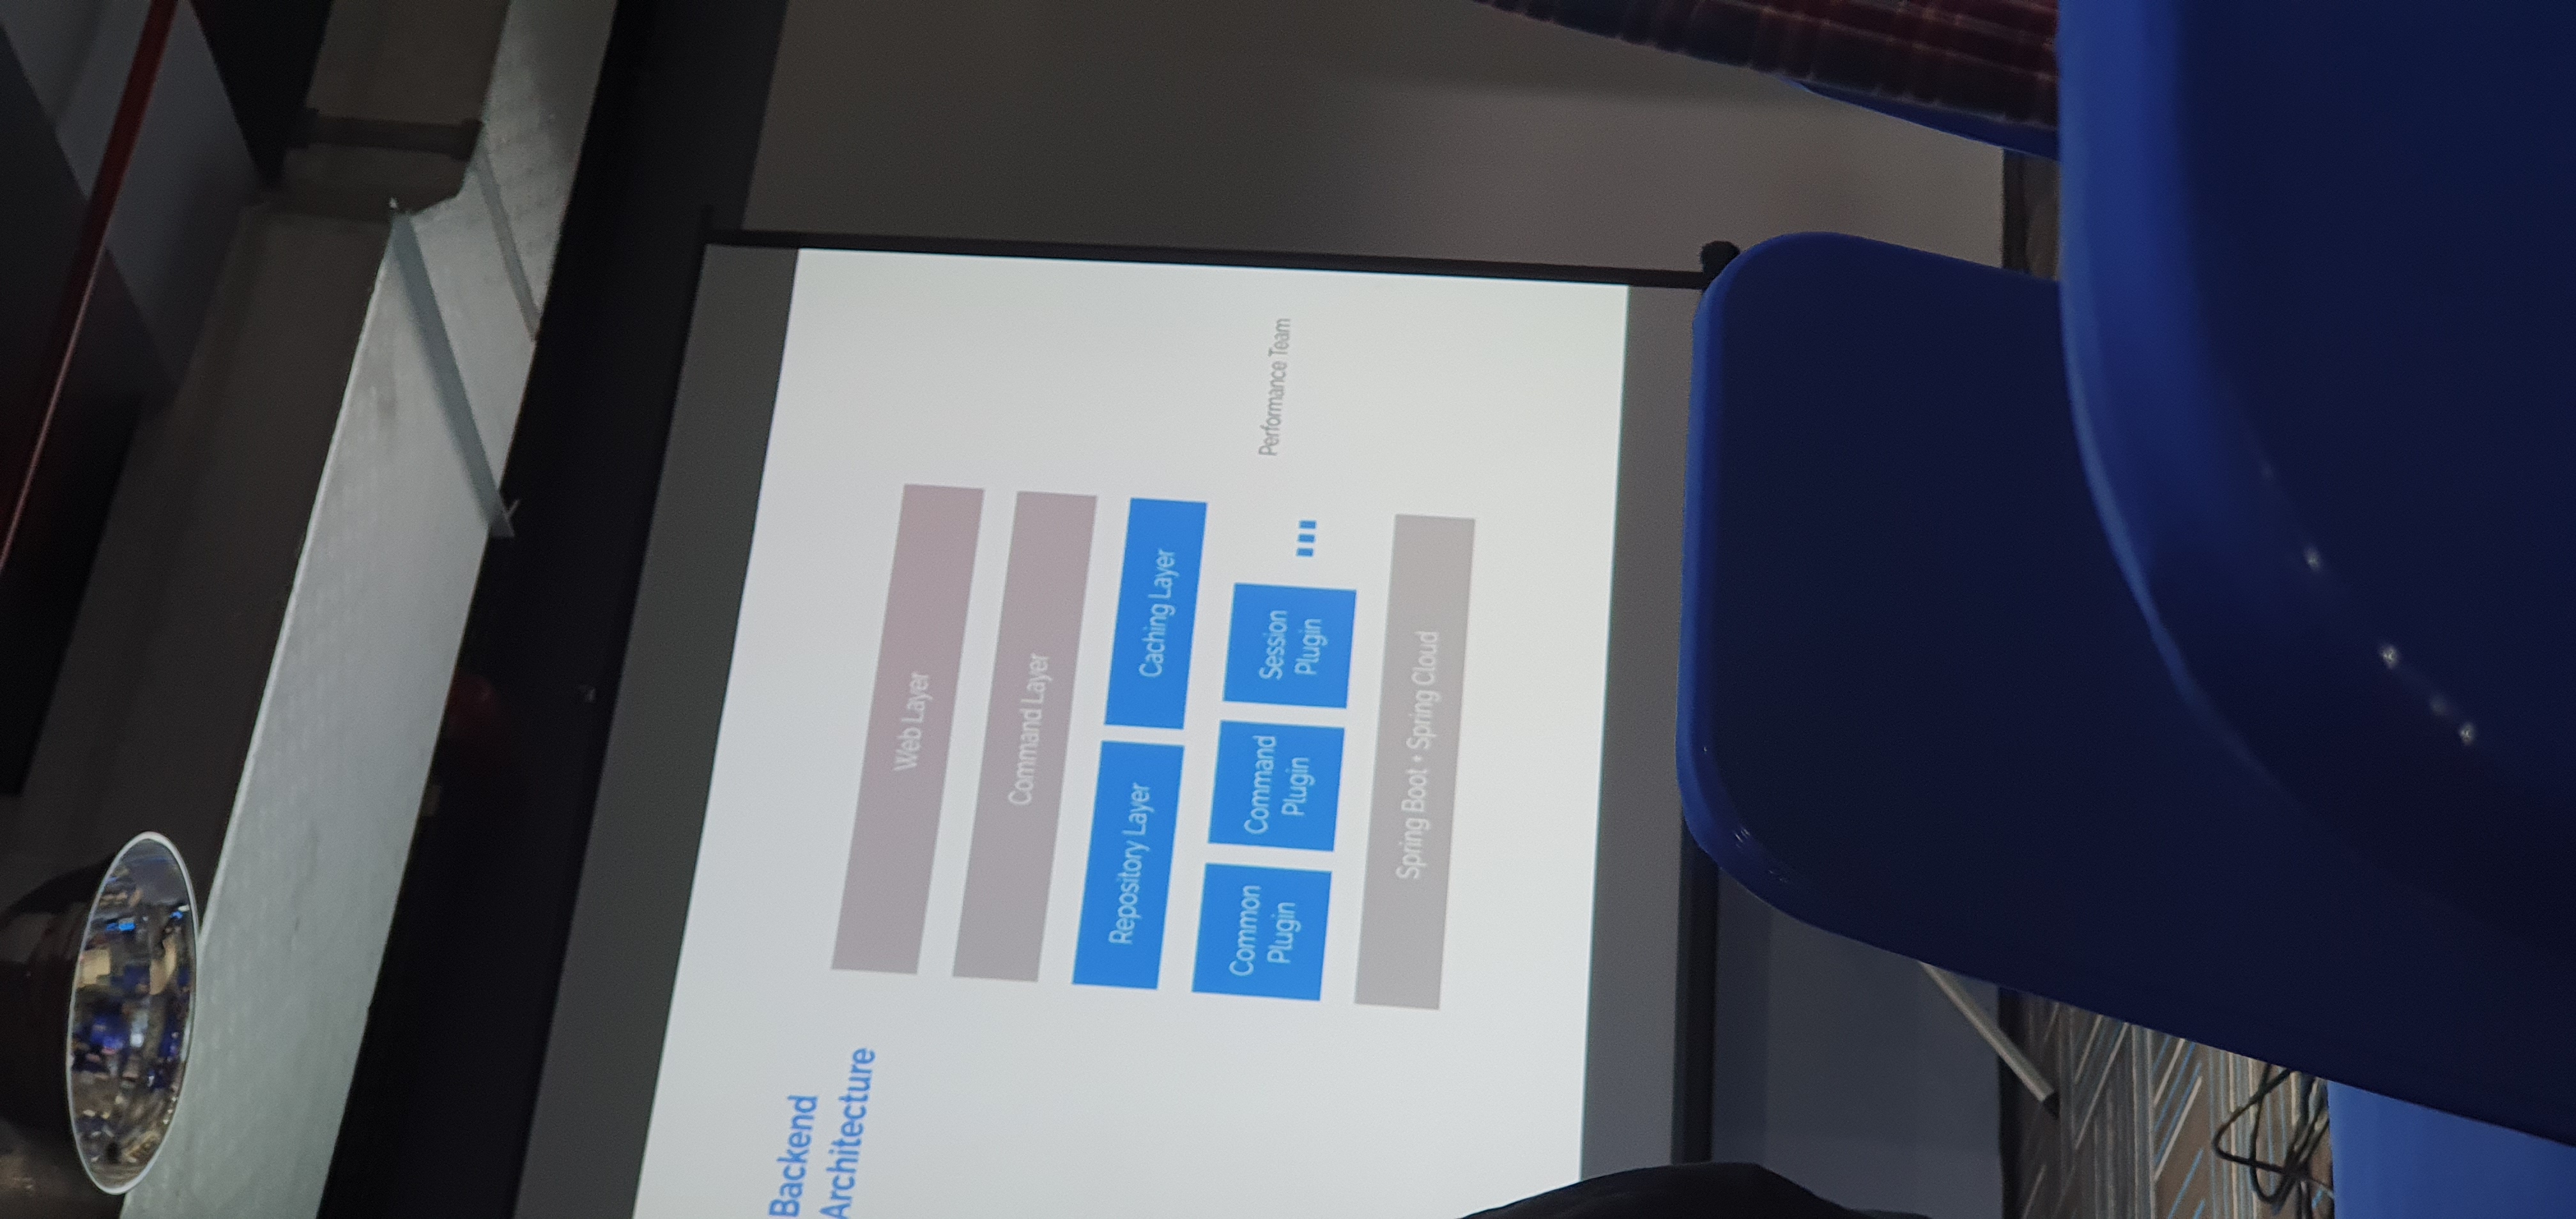 Backend
Architecture
Web Layer
Command Layer
Repository Layer
Caching Layer
Common
Plugin
Command
Plugin
Session
Plugin
...
Performance Team
Spring Boot + Spring Cloud